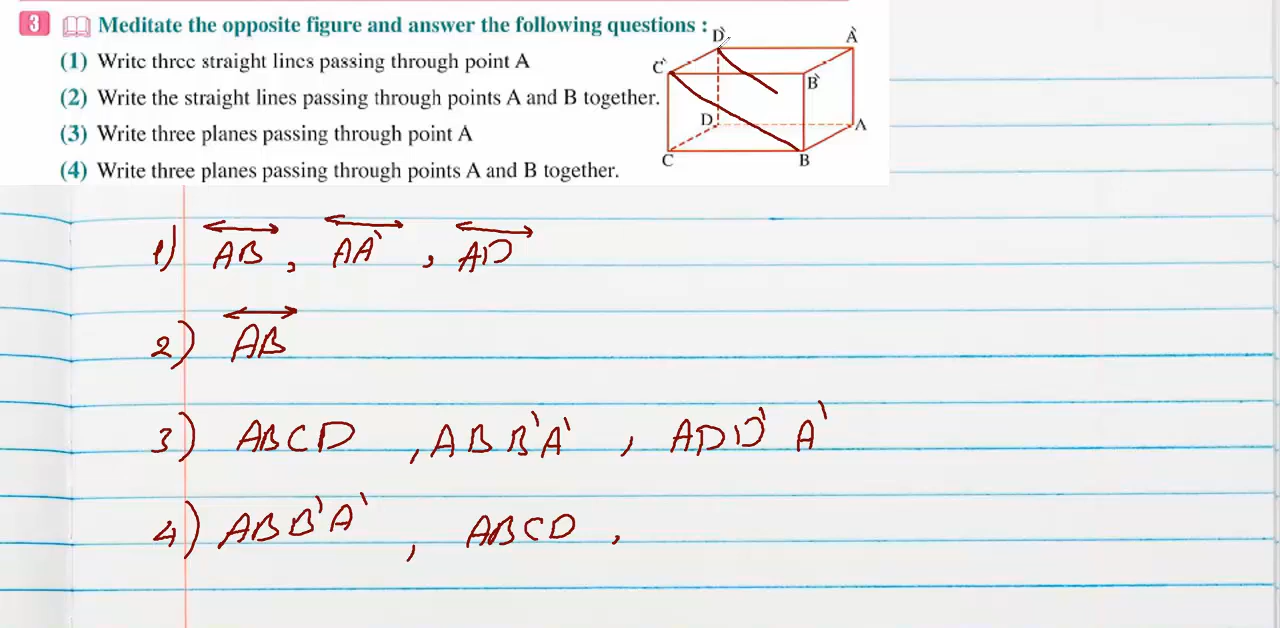 3 Meditate the opposite figure and answer the following questions :
(1) Write three straight lines passing through point A
(2) Write the straight lines passing through points A and B together.
(3) Write three planes passing through point A
(4) Write three planes passing through points A and B together.
D` A`
C` B`
D A
C B
1) AB , AA` , AD
2) AB
3) ABCD , ABB`A` , ADD`A`
4) ABB`A` , ABCD ,